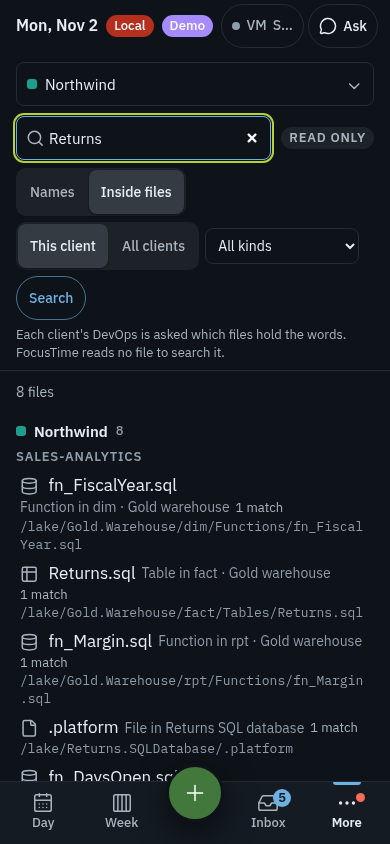 Mon, Nov 2 Local Demo VM S... Ask
Northwind
Returns
READ ONLY
Names Inside files
This client All clients All kinds
Search
Each client's DevOps is asked which files hold the words.
FocusTime reads no file to search it.
8 files
Northwind 8
SALES-ANALYTICS
fn_FiscalYear.sql
Function in dim · Gold warehouse 1 match
/lake/Gold.Warehouse/dim/Functions/fn_Fiscal
Year.sql
Returns.sql Table in fact · Gold warehouse
1 match
/lake/Gold.Warehouse/fact/Tables/Returns.sql
fn_Margin.sql Function in rpt · Gold warehouse
1 match
/lake/Gold.Warehouse/rpt/Functions/fn_Margin
.sql
.platform File in Returns SQL database 1 match
/lake/Returns.SQLDatabase/.platform
5
Day Week Inbox More